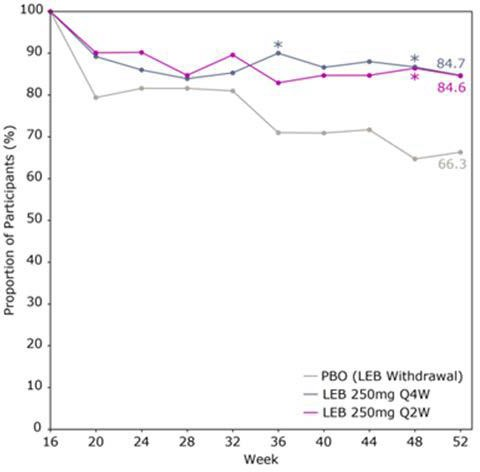 100
90
80
70
60
50
40
30
20
10
0
Proportion of Participants (%)
*
*
*
84.7
84.6
66.3
PBO (LEB Withdrawal)
LEB 250mg Q4W
LEB 250mg Q2W
16 20 24 28 32 36 40 44 48 52
Week